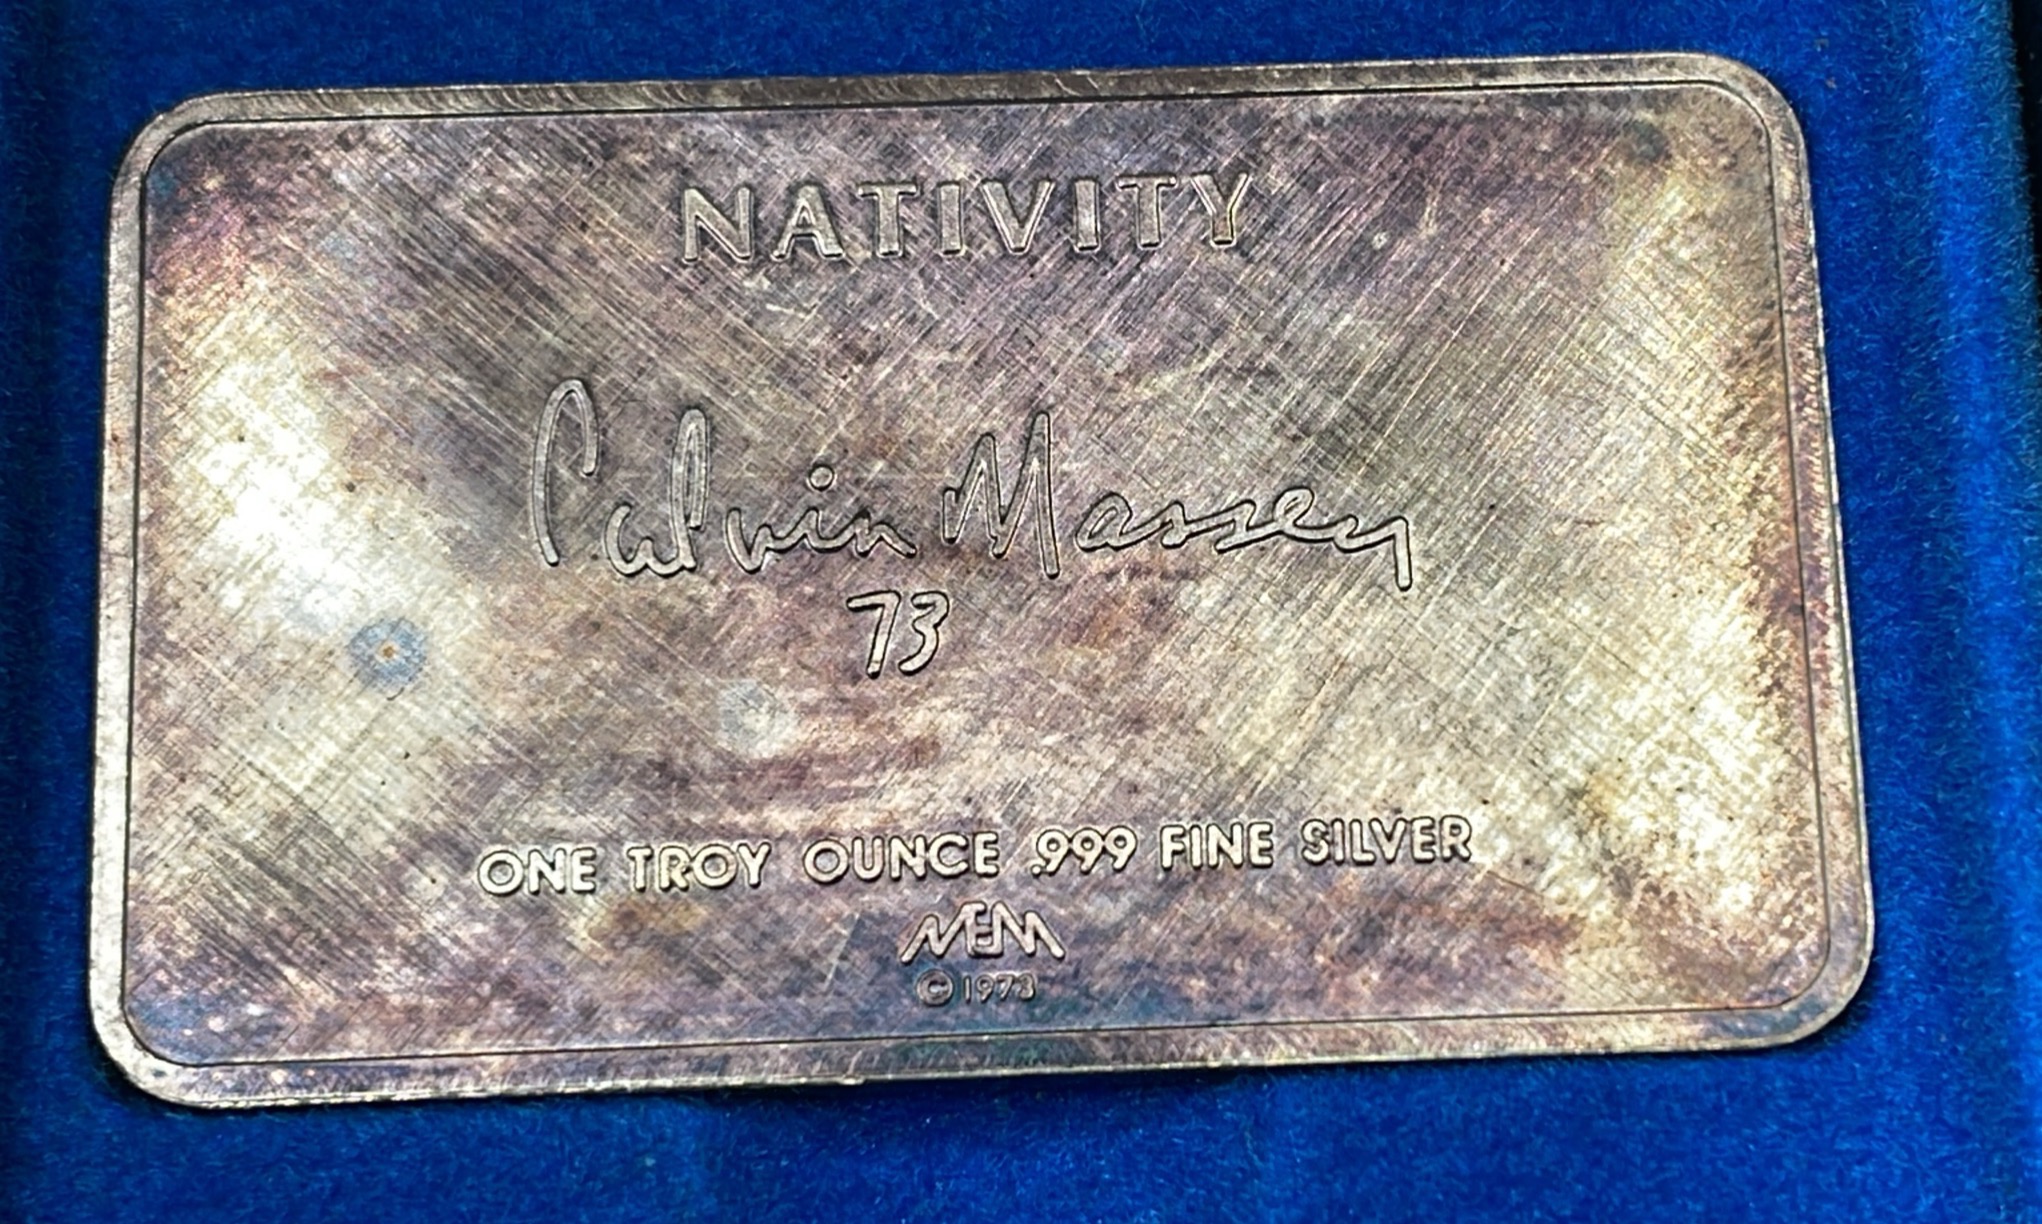 NATIVITY
Calvin Massey
73
ONE TROY OUNCE .999 FINE SILVER
MEM
© 1973